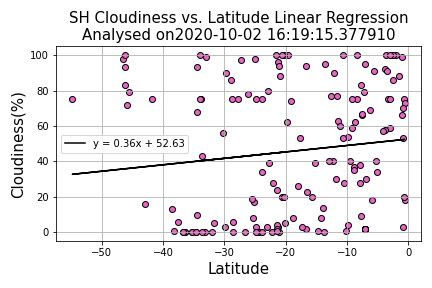 SH Cloudiness vs. Latitude Linear Regression
Analysed on2020-10-02 16:19:15.377910
100
80
60
40
20
0
Cloudiness(%)
y = 0.36x + 52.63
−50 −40 −30 −20 −10 0
Latitude